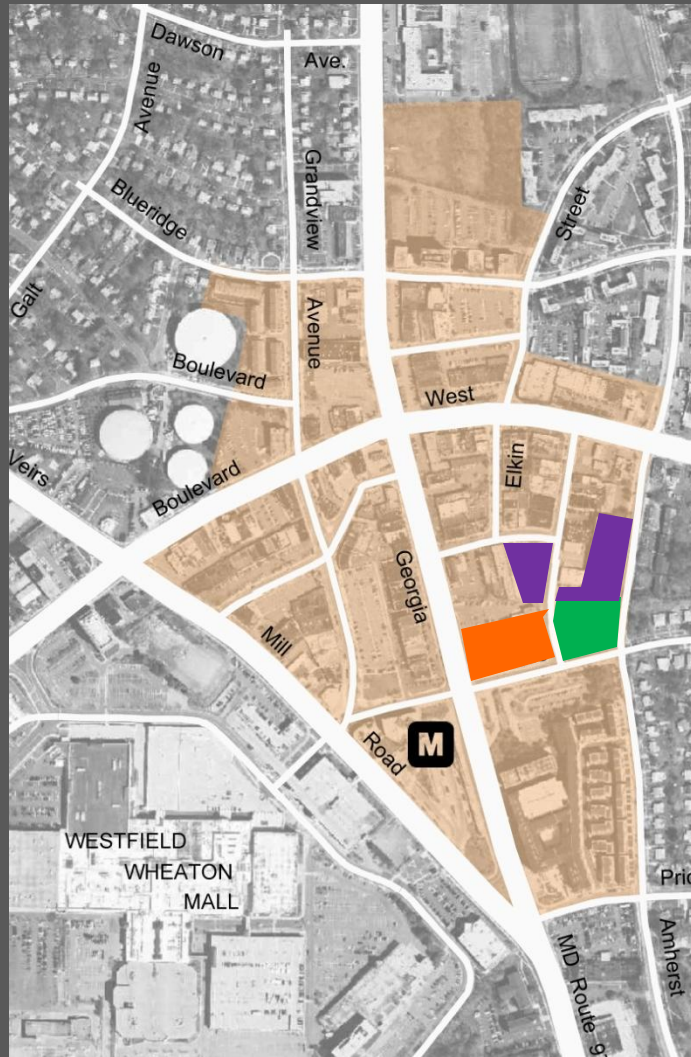 Dawson
Ave.
Avenue
Grandview
Street
Blueridge
Galt
Avenue
Boulevard
West
Veirs
Boulevard
Elkin
Georgia
Mill
M
Road
WESTFIELD
WHEATON
MALL
Pric
Amherst
MD Route 9